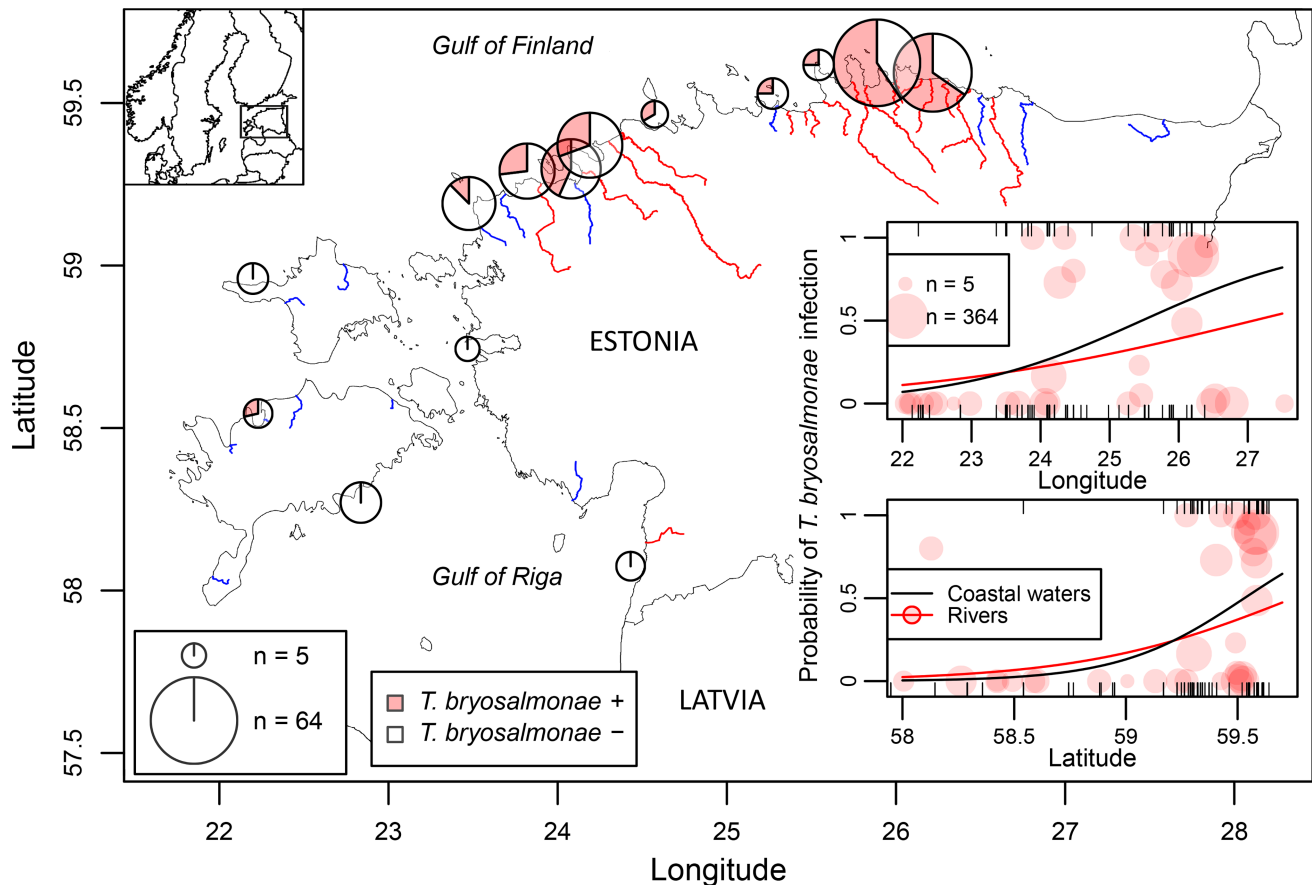 Gulf of Finland
ESTONIA
Gulf of Riga
LATVIA
n = 5
n = 64
T. bryosalmonae +
T. bryosalmonae −
Latitude
59.5
59
58.5
58
57.5
22
23
24
25
26
27
28
Longitude
Probability of T. bryosalmonae infection
1
0.5
0
n = 5
n = 364
22
23
24
25
26
27
Longitude
1
0.5
0
Coastal waters
Rivers
58
58.5
59
59.5
Latitude